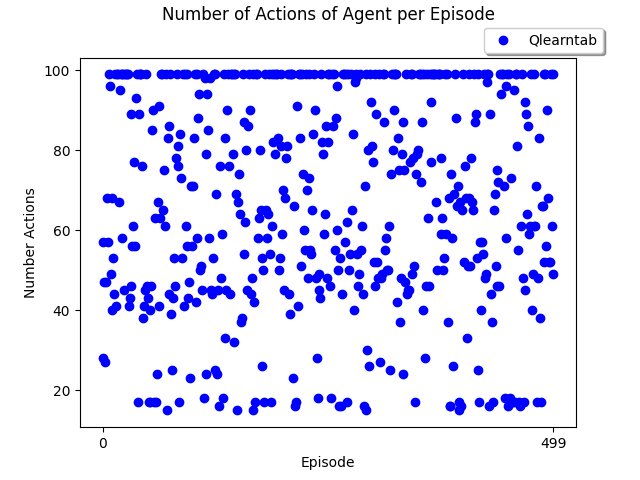 Number of Actions of Agent per Episode
Qlearntab
100
80
60
40
20
Number Actions
0
499
Episode